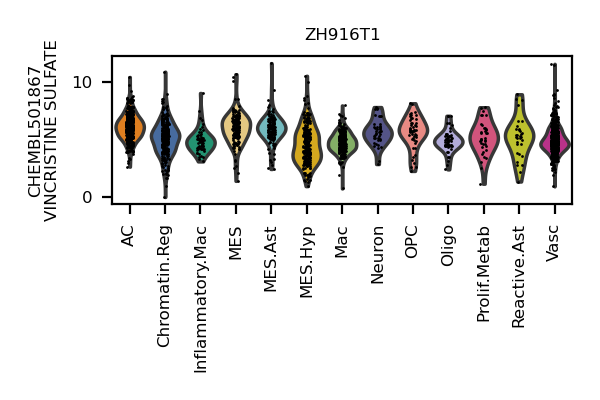 ZH916T1
CHEMBL501867
VINCRISTINE SULFATE
10
0
AC
Chromatin.Reg
Inflammatory.Mac
MES
MES.Ast
MES.Hyp
Mac
Neuron
OPC
Oligo
Prolif.Metab
Reactive.Ast
Vasc